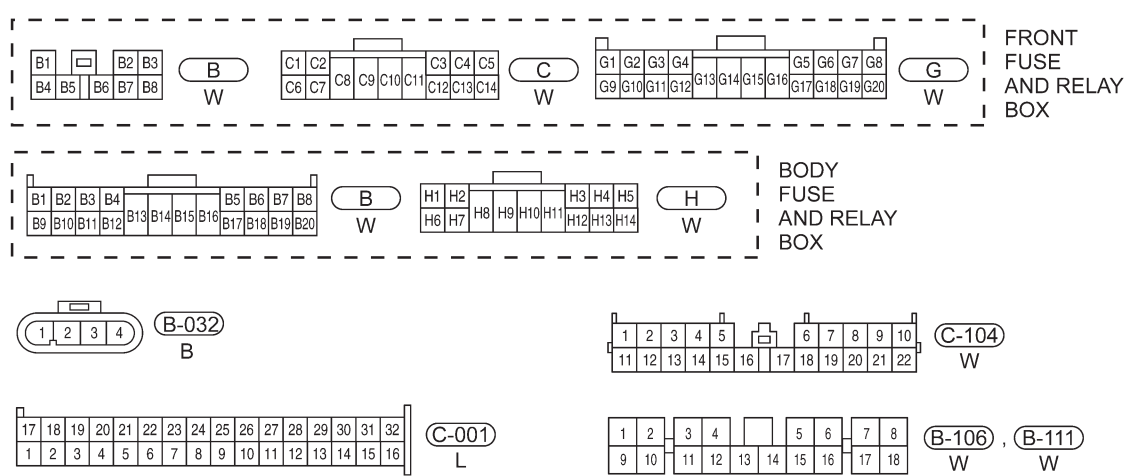 B1 B2 B3
B4 B5 B6 B7 B8
B
W
C1 C2 C3 C4 C5
C6 C7 C8 C9 C10 C11 C12 C13 C14
C
W
G1 G2 G3 G4 G5 G6 G7 G8
G9 G10 G11 G12 G13 G14 G15 G16 G17 G18 G19 G20
G
W
FRONT
FUSE
AND RELAY
BOX
B1 B2 B3 B4 B5 B6 B7 B8
B9 B10 B11 B12 B13 B14 B15 B16 B17 B18 B19 B20
B
W
H1 H2 H3 H4 H5
H6 H7 H8 H9 H10 H11 H12 H13 H14
H
W
BODY
FUSE
AND RELAY
BOX
1 2 3 4
B-032
B
1 2 3 4 5 6 7 8 9 10
11 12 13 14 15 16 17 18 19 20 21 22
C-104
W
17 18 19 20 21 22 23 24 25 26 27 28 29 30 31 32
1 2 3 4 5 6 7 8 9 10 11 12 13 14 15 16
C-001
L
1 2 3 4 5 6 7 8
9 10 11 12 13 14 15 16 17 18
B-106 , B-111
W W